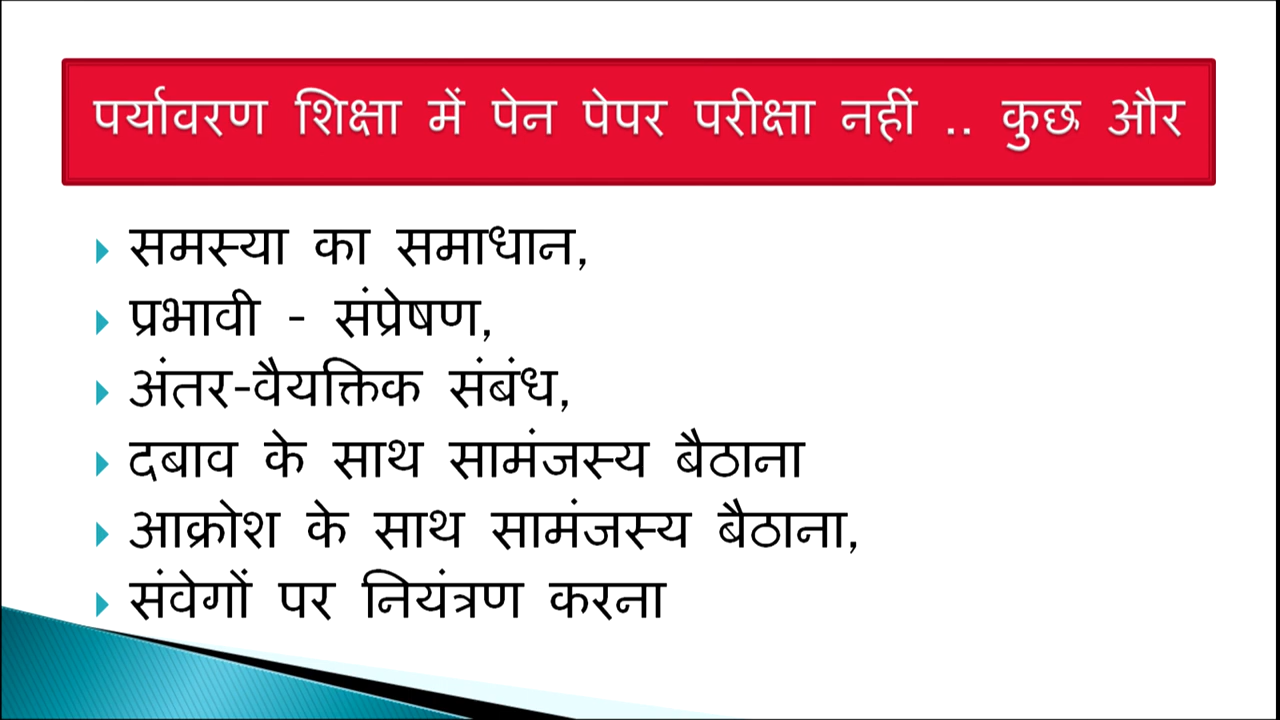 पर्यावरण शिक्षा में पेन पेपर परीक्षा नहीं .. कुछ और
समस्या का समाधान,
प्रभावी - संप्रेषण,
अंतर-वैयक्तिक संबंध,
दबाव के साथ सामंजस्य बैठाना
आक्रोश के साथ सामंजस्य बैठाना,
संवेगों पर नियंत्रण करना